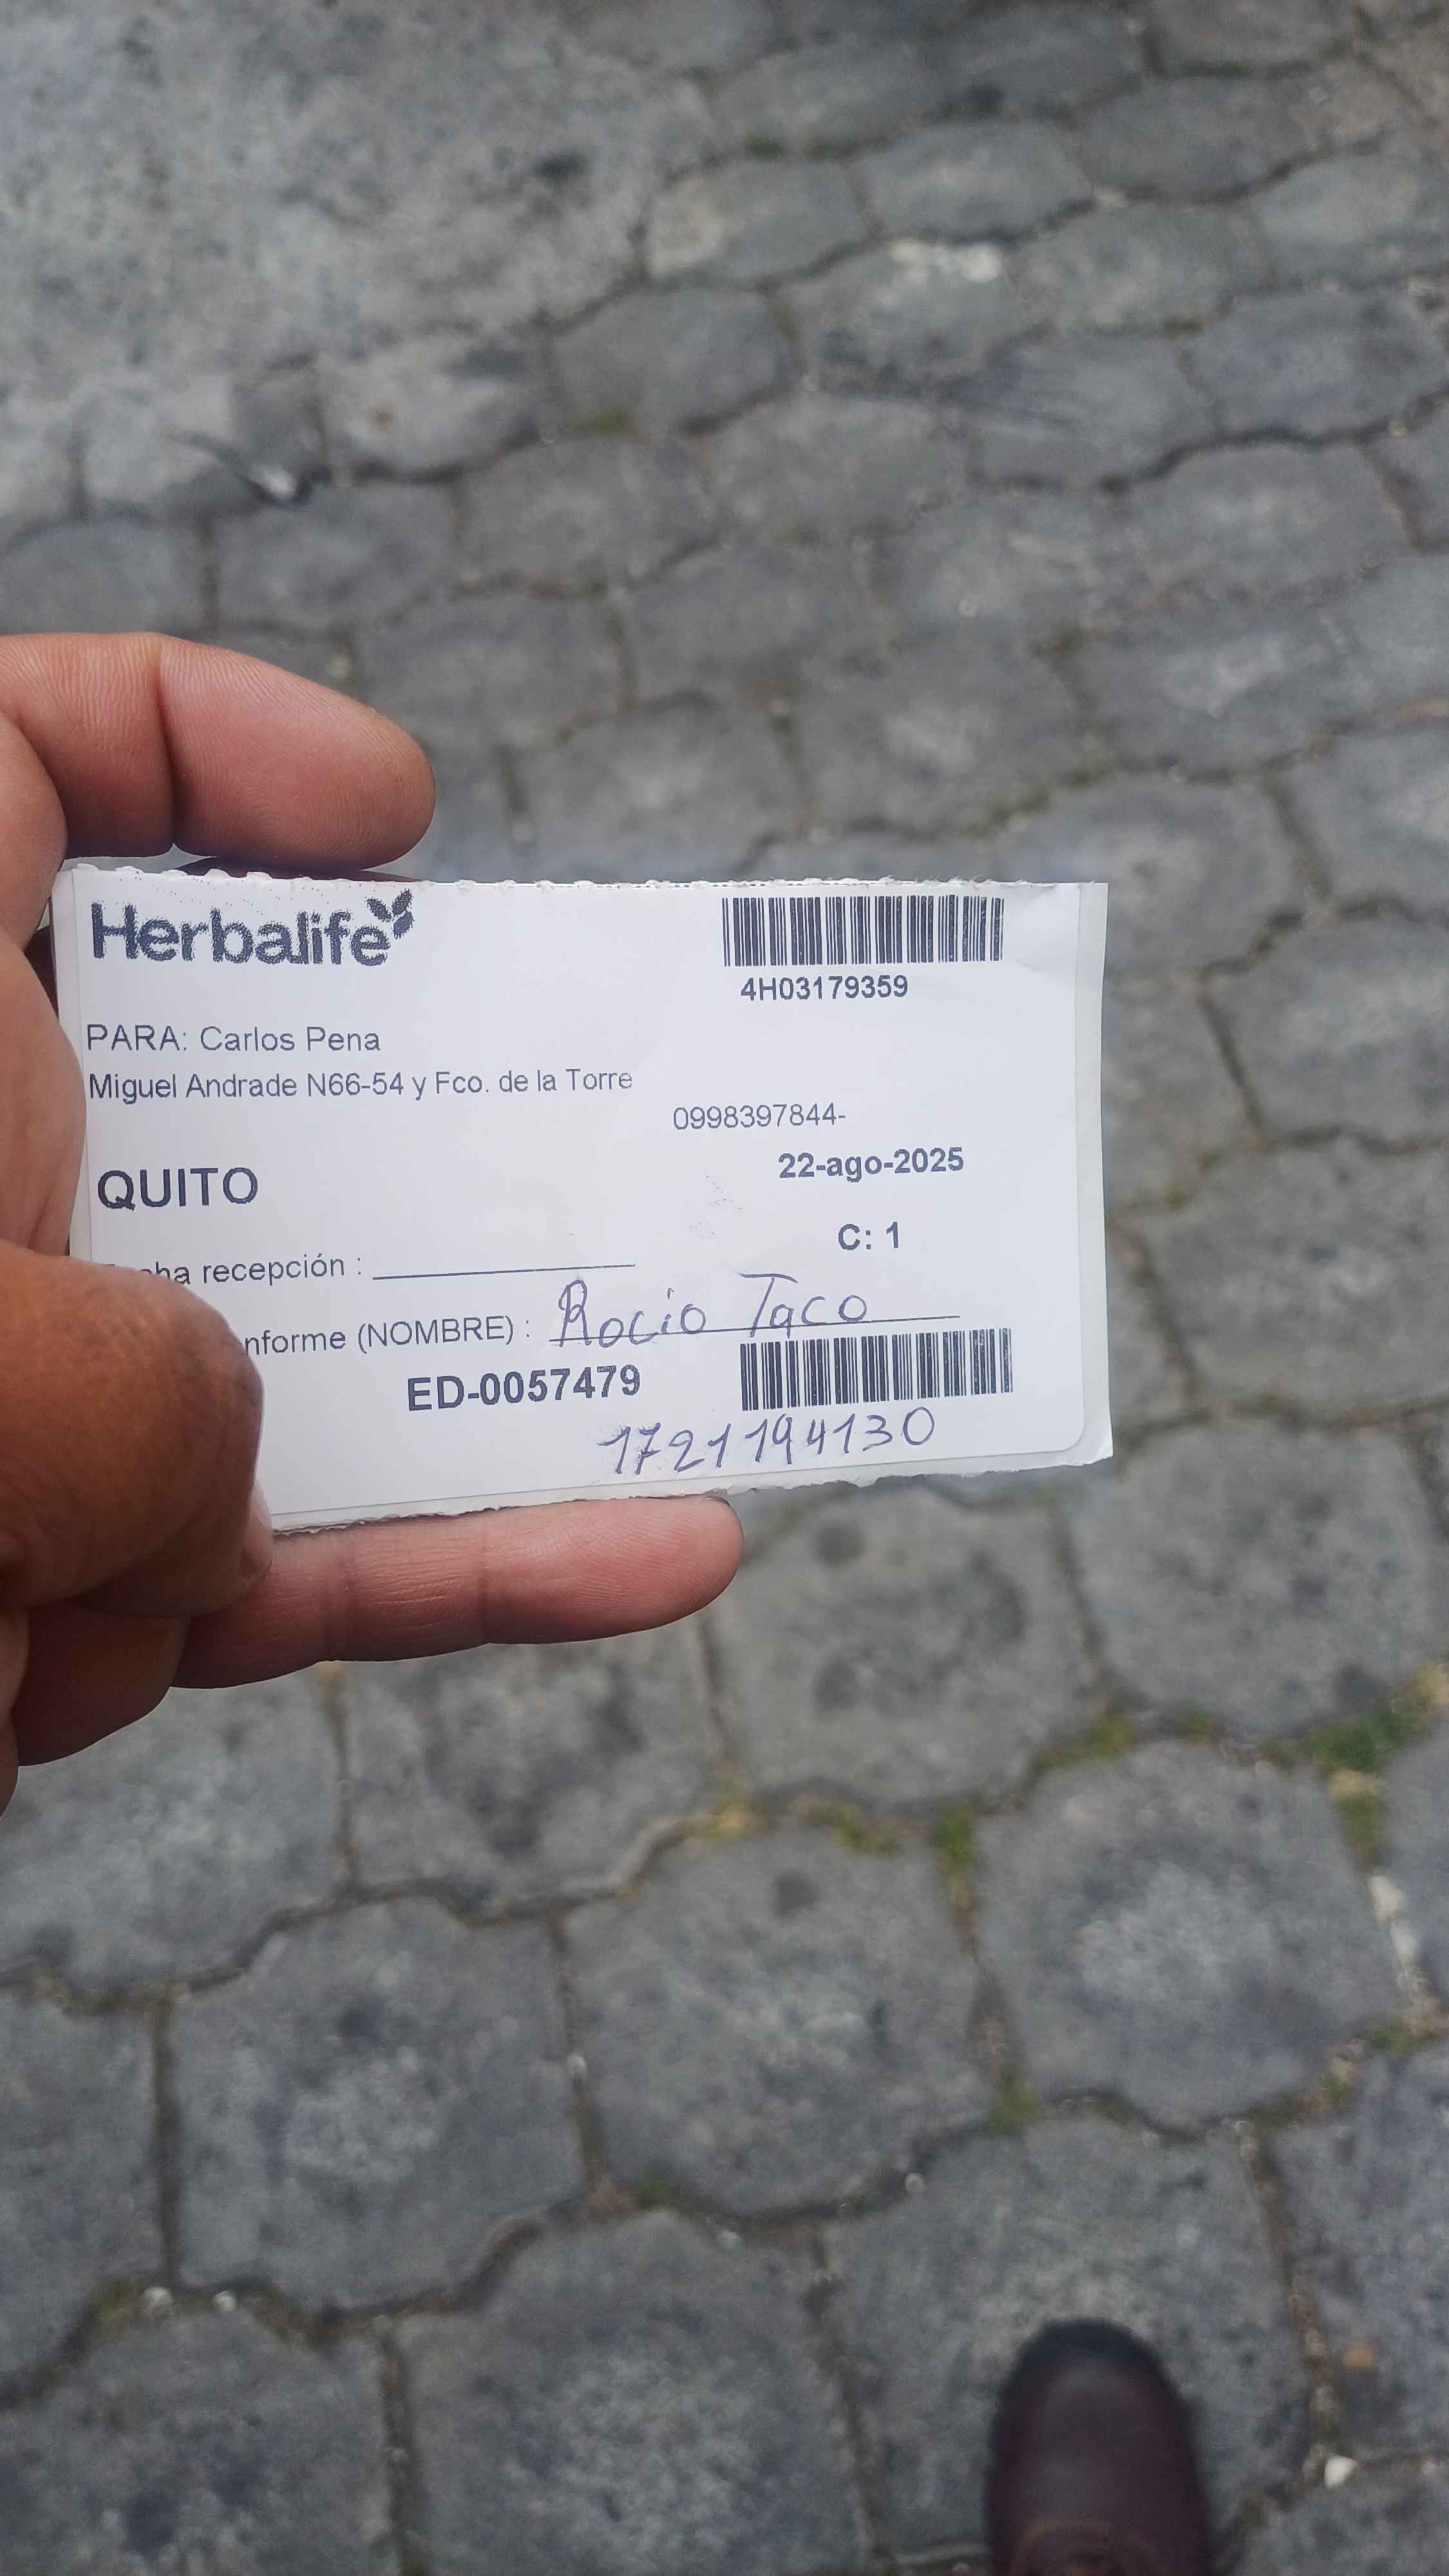 Herbalife
4H03179359
PARA: Carlos Pena
Miguel Andrade N66-54 y Fco. de la Torre
0998397844-
22-ago-2025
QUITO
C: 1
recepción :
(NOMBRE) : Rocio Taco
ED-0057479
1721194130